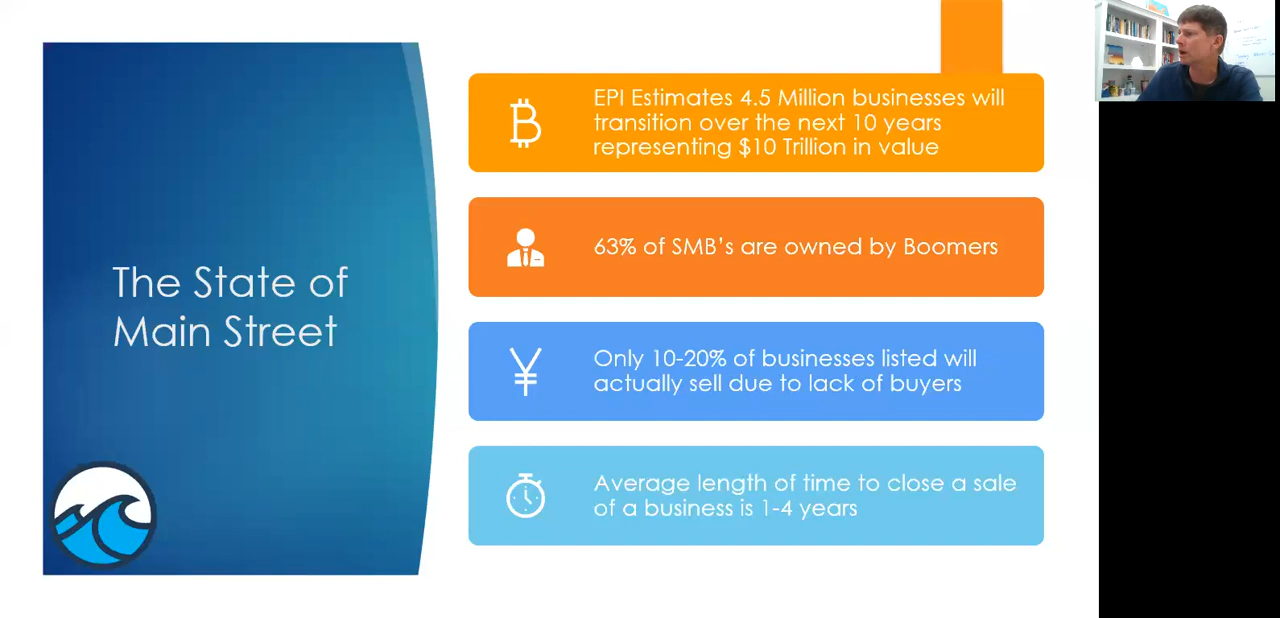 The State of
Main Street
EPI Estimates 4.5 Million businesses will
transition over the next 10 years
representing $10 Trillion in value
63% of SMB's are owned by Boomers
Only 10-20% of businesses listed will
actually sell due to lack of buyers
Average length of time to close a sale
of a business is 1-4 years